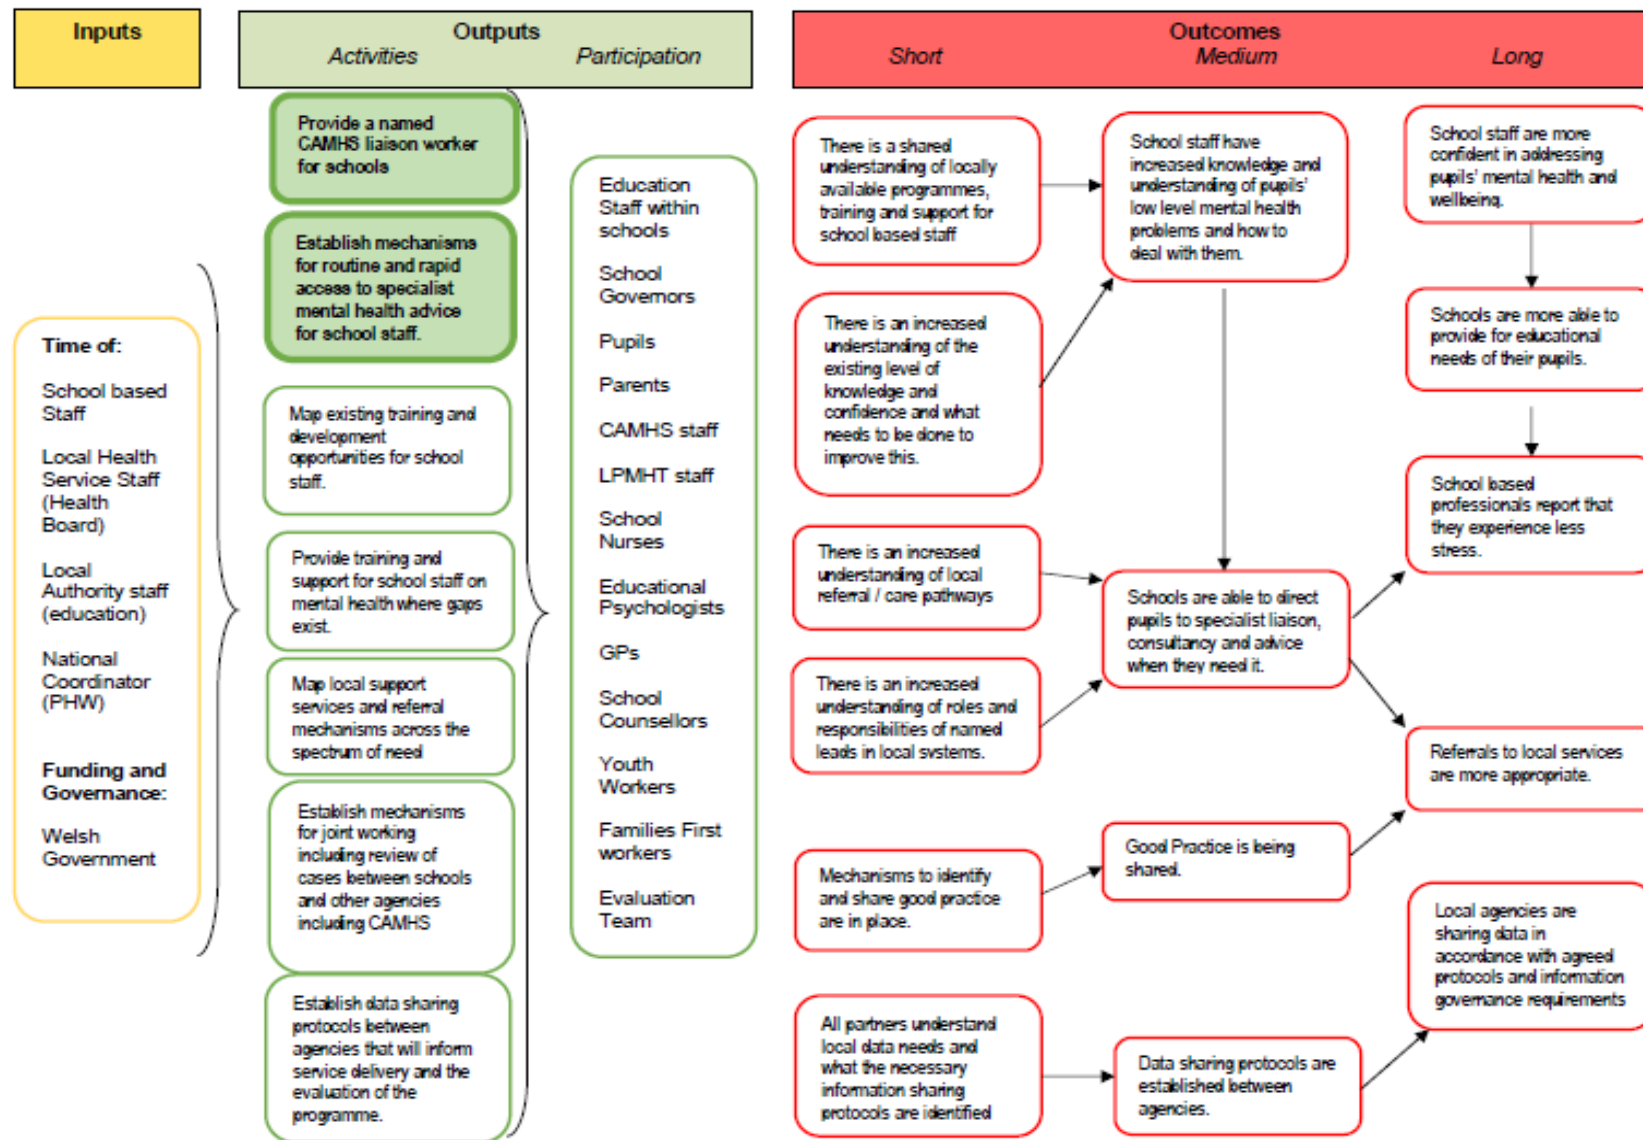 Inputs
Outputs
Activities
Participation
Outcomes
Short
Medium
Long
Time of:
School based
Staff
Local Health
Service Staff
(Health
Board)
Local
Authority staff
(education)
National
Coordinator
(PHW)
Funding and
Governance:
Welsh
Government
Provide a named
CAMHS liaison worker
for schools
Establish mechanisms
for routine and rapid
access to specialist
mental health advice
for school staff.
Map existing training and
development
opportunities for school
staff.
Provide training and
support for school staff on
mental health where gaps
exist.
Map local support
services and referral
mechanisms across the
spectrum of need
Establish mechanisms
for joint working
including review of
cases between schools
and other agencies
including CAMHS
Establish data sharing
protocols between
agencies that will inform
service delivery and the
evaluation of the
programme.
Education
Staff within
schools
School
Governors
Pupils
Parents
CAMHS staff
LPMHT staff
School
Nurses
Educational
Psychologists
GPs
School
Counsellors
Youth
Workers
Families First
workers
Evaluation
Team
There is a shared
understanding of locally
available programmes,
training and support for
school based staff
There is an increased
understanding of the
existing level of
knowledge and
confidence and what
needs to be done to
improve this.
There is an increased
understanding of local
referral / care pathways
There is an increased
understanding of roles and
responsibilities of named
leads in local systems.
Mechanisms to identify
and share good practice
are in place.
All partners understand
local data needs and
what the necessary
information sharing
protocols are identified
School staff have
increased knowledge and
understanding of pupils'
low level mental health
problems and how to
deal with them.
Schools are able to direct
pupils to specialist liaison,
consultancy and advice
when they need it.
Good Practice is being
shared.
Data sharing protocols are
established between
agencies.
School staff are more
confident in addressing
pupils' mental health and
wellbeing.
Schools are more able to
provide for educational
needs of their pupils.
School based
professionals report that
they experience less
stress.
Referrals to local services
are more appropriate.
Local agencies are
sharing data in
accordance with agreed
protocols and information
governance requirements